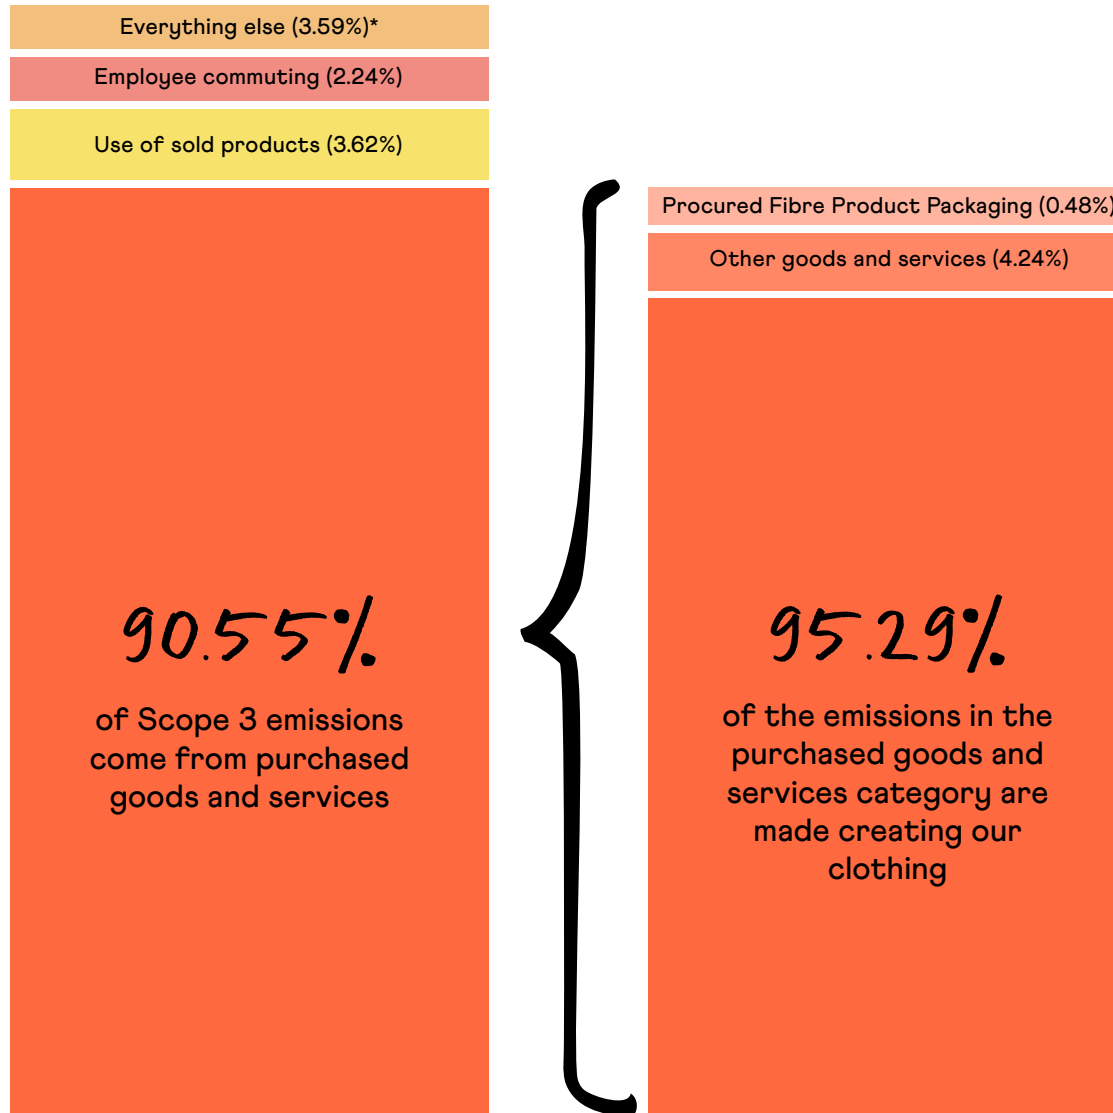 Everything else (3.59%)*
Employee commuting (2.24%)
Use of sold products (3.62%)
90.55%
of Scope 3 emissions
come from purchased
goods and services
Procured Fibre Product Packaging (0.48%)
Other goods and services (4.24%)
95.29%
of the emissions in the
purchased goods and
services category are
made creating our
clothing